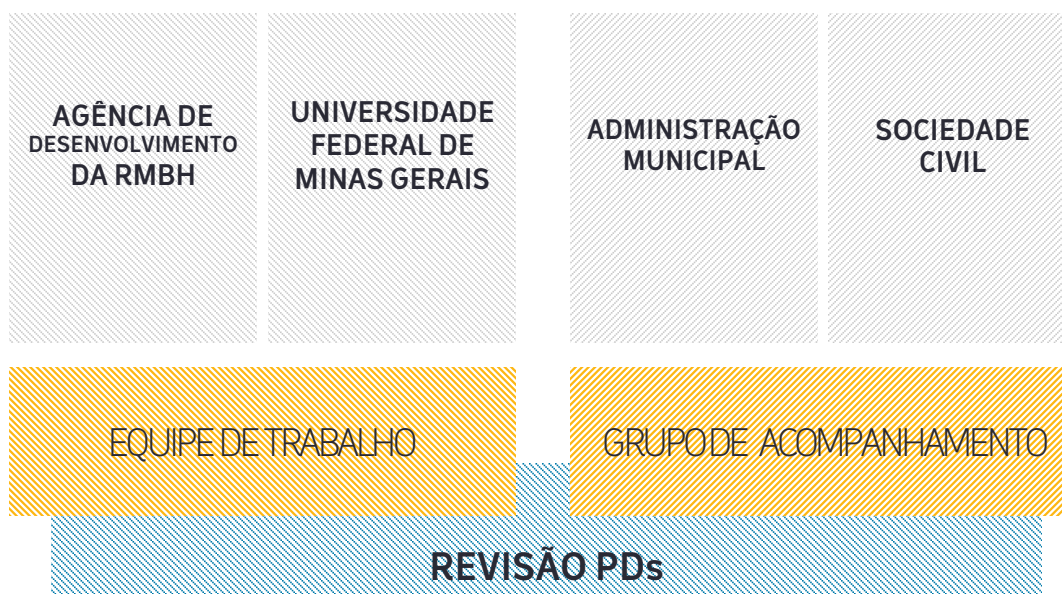 AGÊNCIA DE
DESENVOLVIMENTO
DA RMBH
UNIVERSIDADE
FEDERAL DE
MINAS GERAIS
ADMINISTRAÇÃO
MUNICIPAL
SOCIEDADE
CIVIL
EQUIPE DE TRABALHO
GRUPO DE ACOMPANHAMENTO
REVISÃO PDs